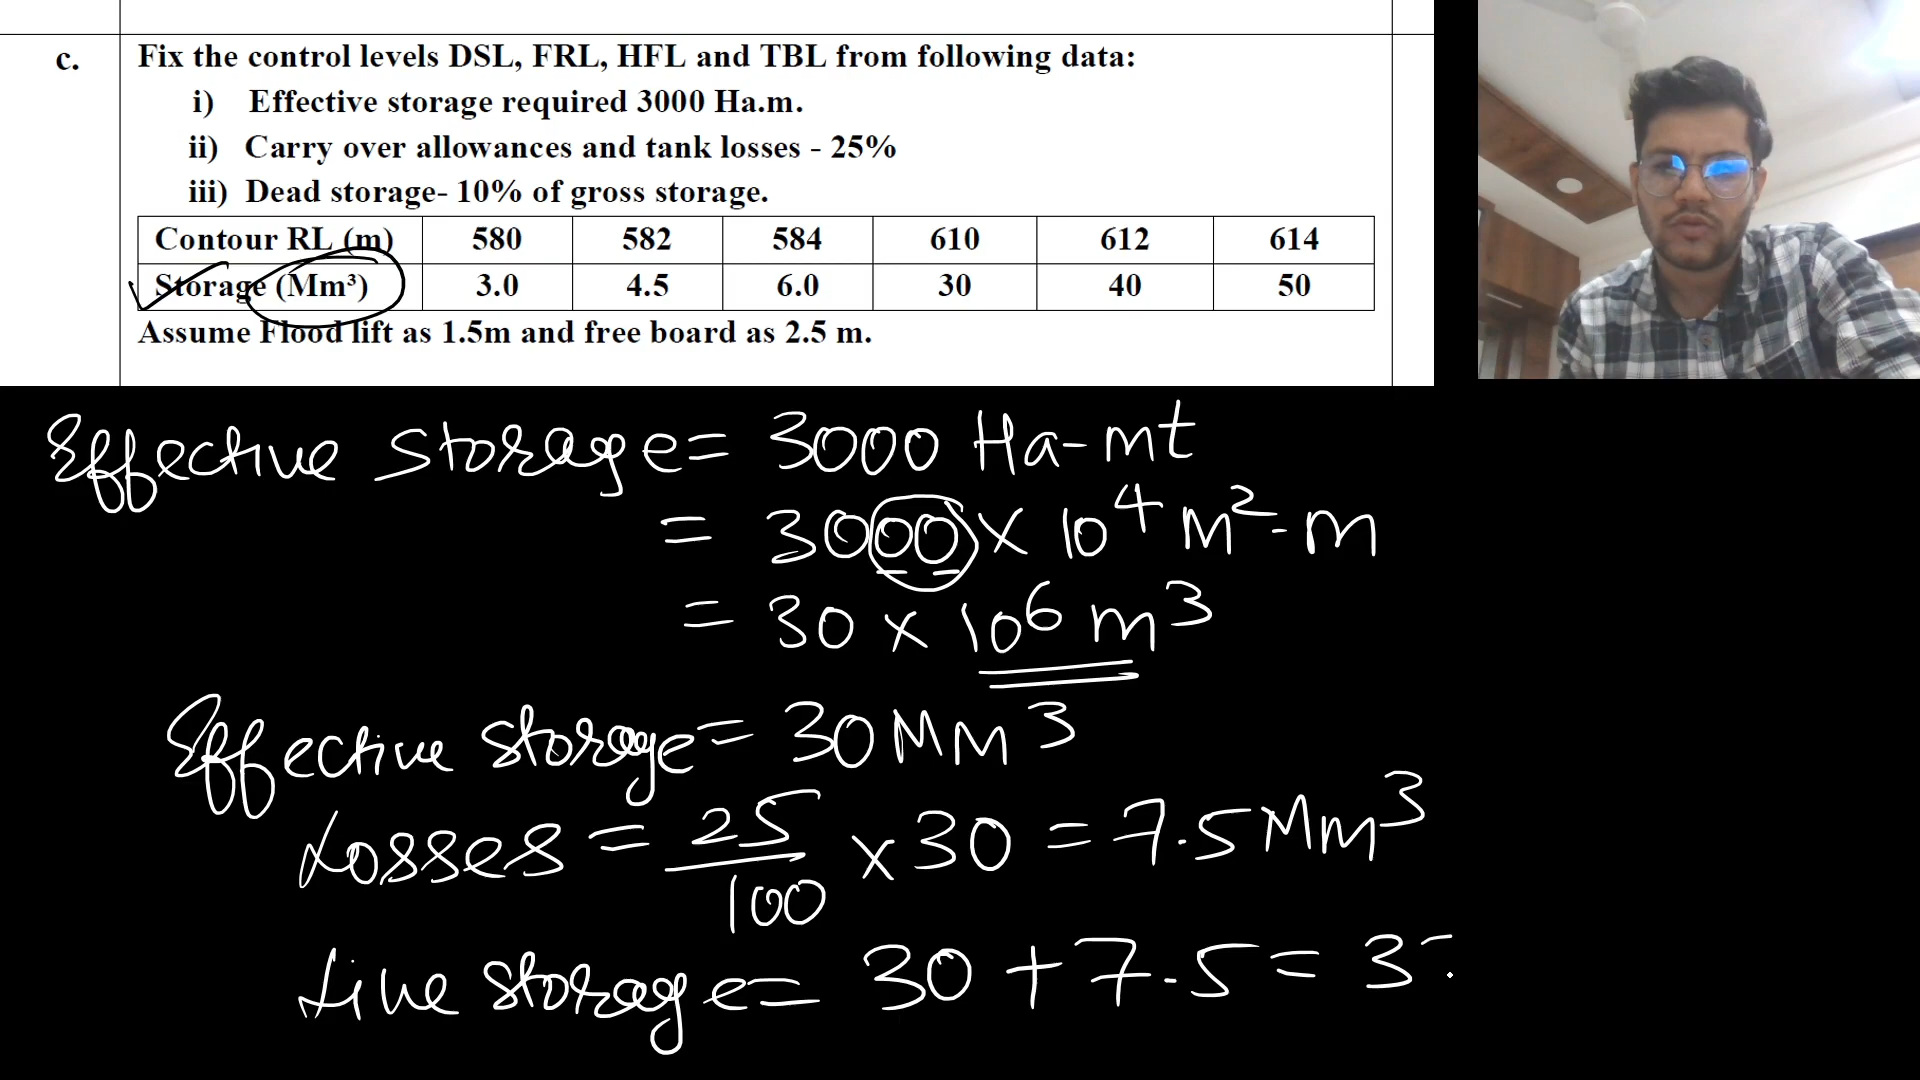 c. Fix the control levels DSL, FRL, HFL and TBL from following data:
i) Effective storage required 3000 Ha.m.
ii) Carry over allowances and tank losses - 25%
iii) Dead storage- 10% of gross storage.
Contour RL (m) 580 582 584 610 612 614
Storage (Mm³) 3.0 4.5 6.0 30 40 50
Assume Flood lift as 1.5m and free board as 2.5 m.
Effective storage = 3000 Ha-mt
= 3000 × 10⁴ m²-m
= 30 × 10⁶ m³
Effective storage = 30 Mm³
Losses = 25/100 × 30 = 7.5 Mm³
Live storage = 30 + 7.5 = 3